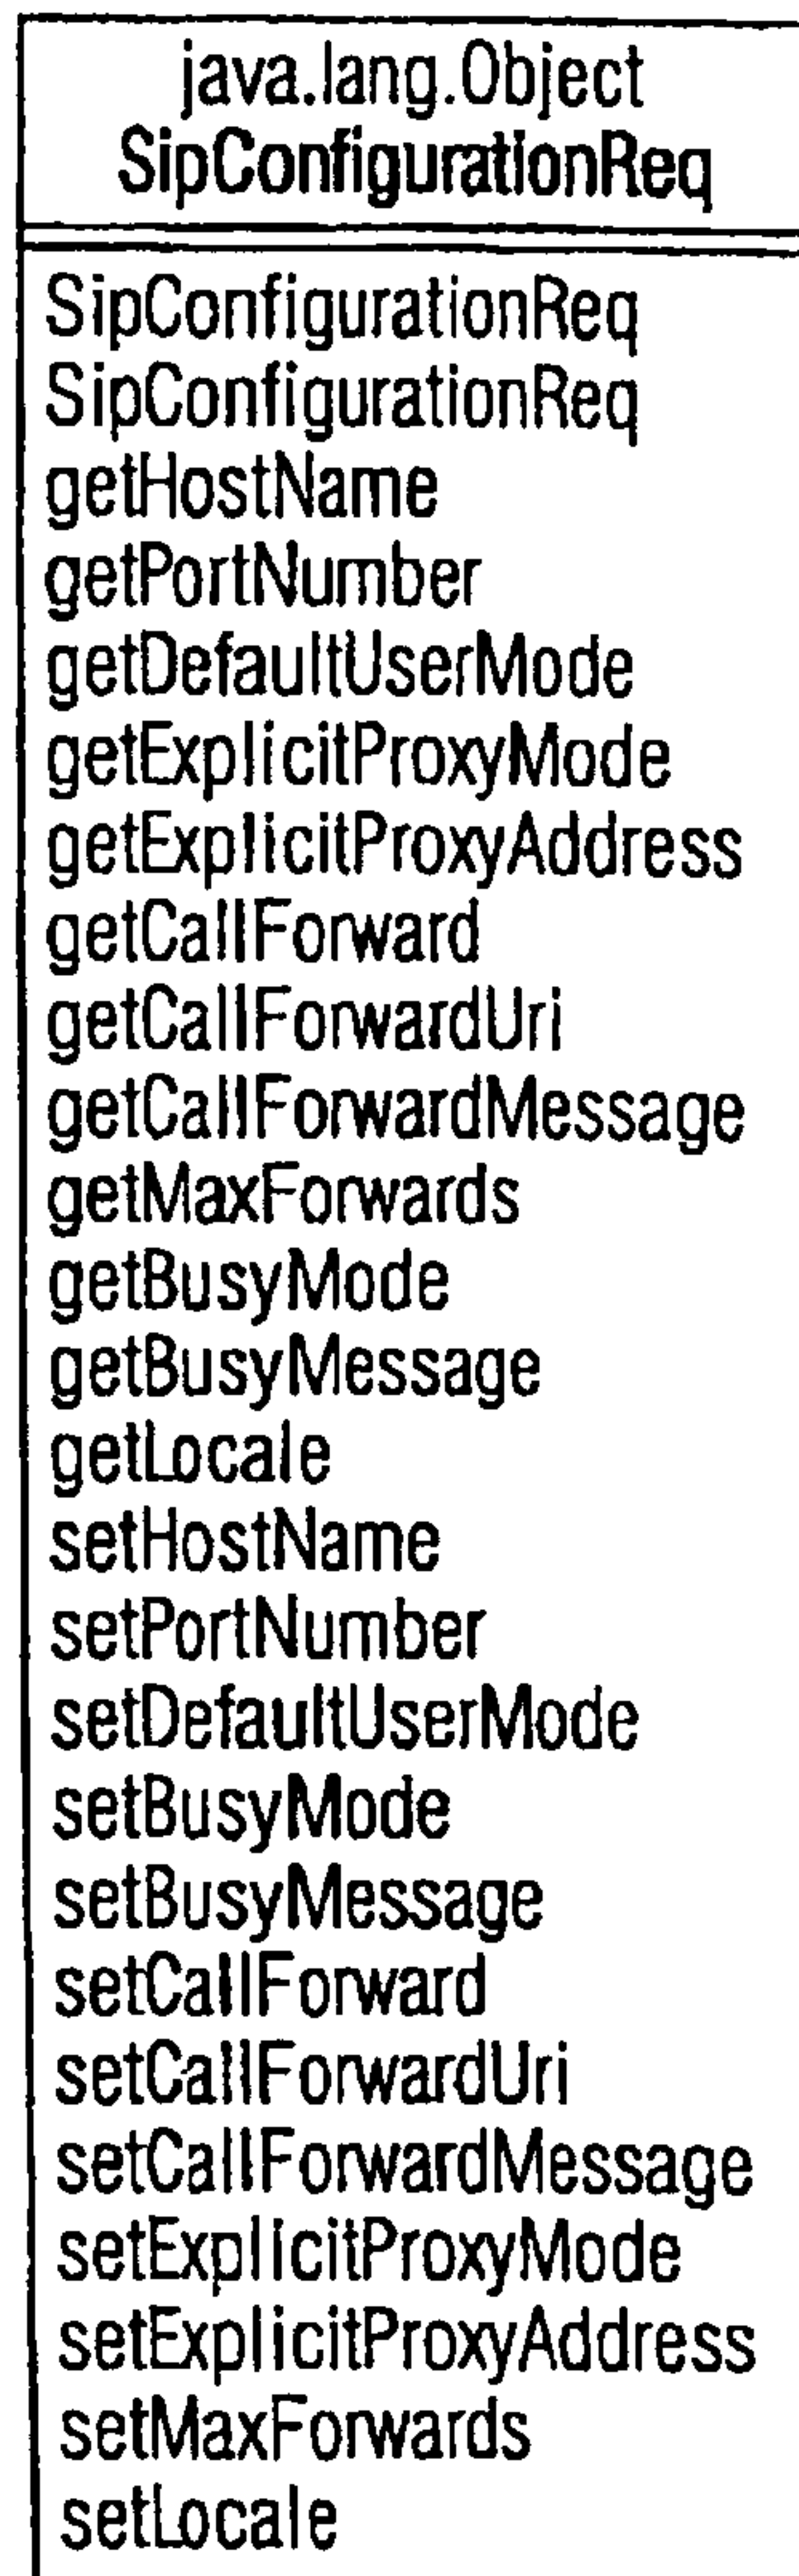 java.lang.Object
SipConfigurationReq
SipConfigurationReq
SipConfigurationReq
getHostName
getPortNumber
getDefaultUserMode
getExplicitProxyMode
getExplicitProxyAddress
getCallForward
getCallForwardUri
getCallForwardMessage
getMaxForwards
getBusyMode
getBusyMessage
getLocale
setHostName
setPortNumber
setDefaultUserMode
setBusyMode
setBusyMessage
setCallForward
setCallForwardUri
setCallForwardMessage
setExplicitProxyMode
setExplicitProxyAddress
setMaxForwards
setLocale